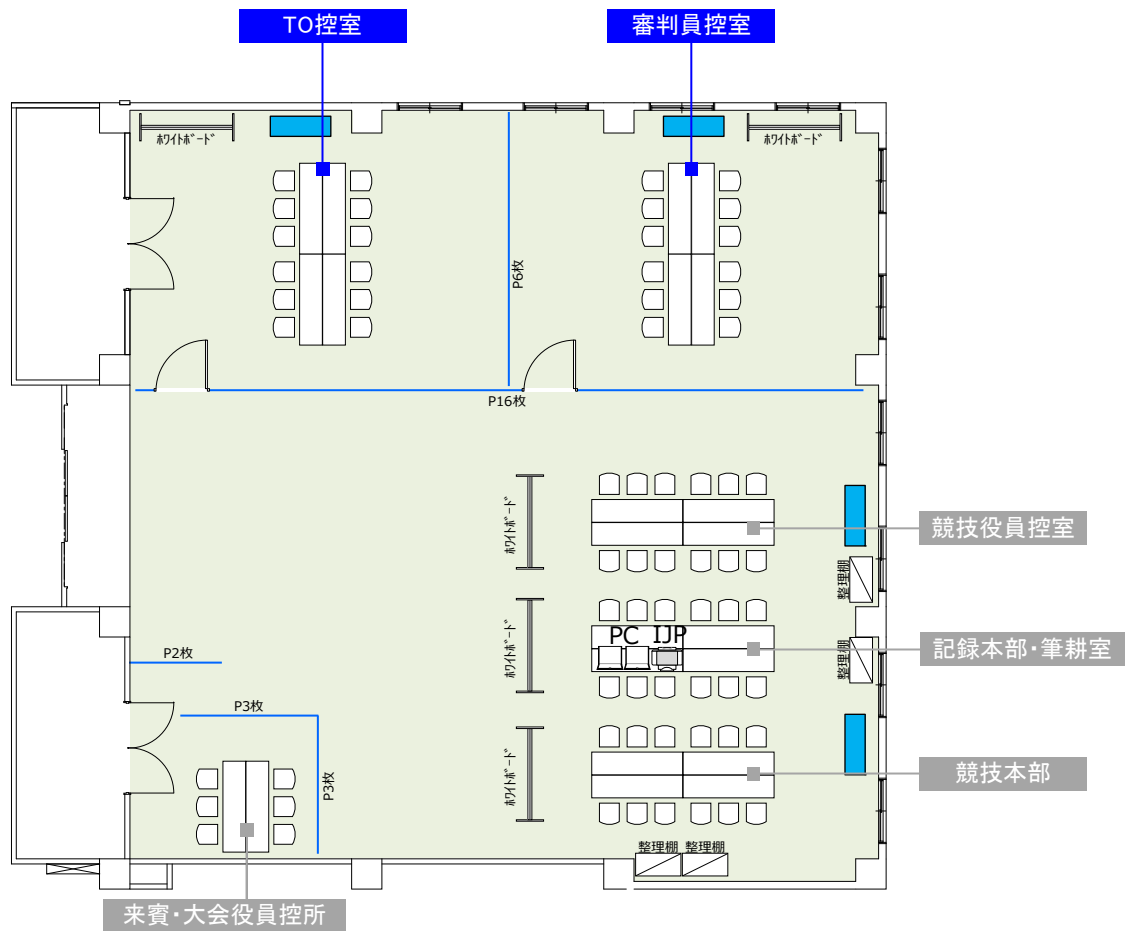 TO控室
審判員控室
ﾎﾜｲﾄﾎﾞｰﾄﾞ
ﾎﾜｲﾄﾎﾞｰﾄﾞ
P6枚
P16枚
ﾎﾜｲﾄﾎﾞｰﾄﾞ
競技役員控室
整理棚
ﾎﾜｲﾄﾎﾞｰﾄﾞ
PC IJP
記録本部・筆耕室
整理棚
P2枚
P3枚
P3枚
ﾎﾜｲﾄﾎﾞｰﾄﾞ
競技本部
整理棚 整理棚
来賓・大会役員控所